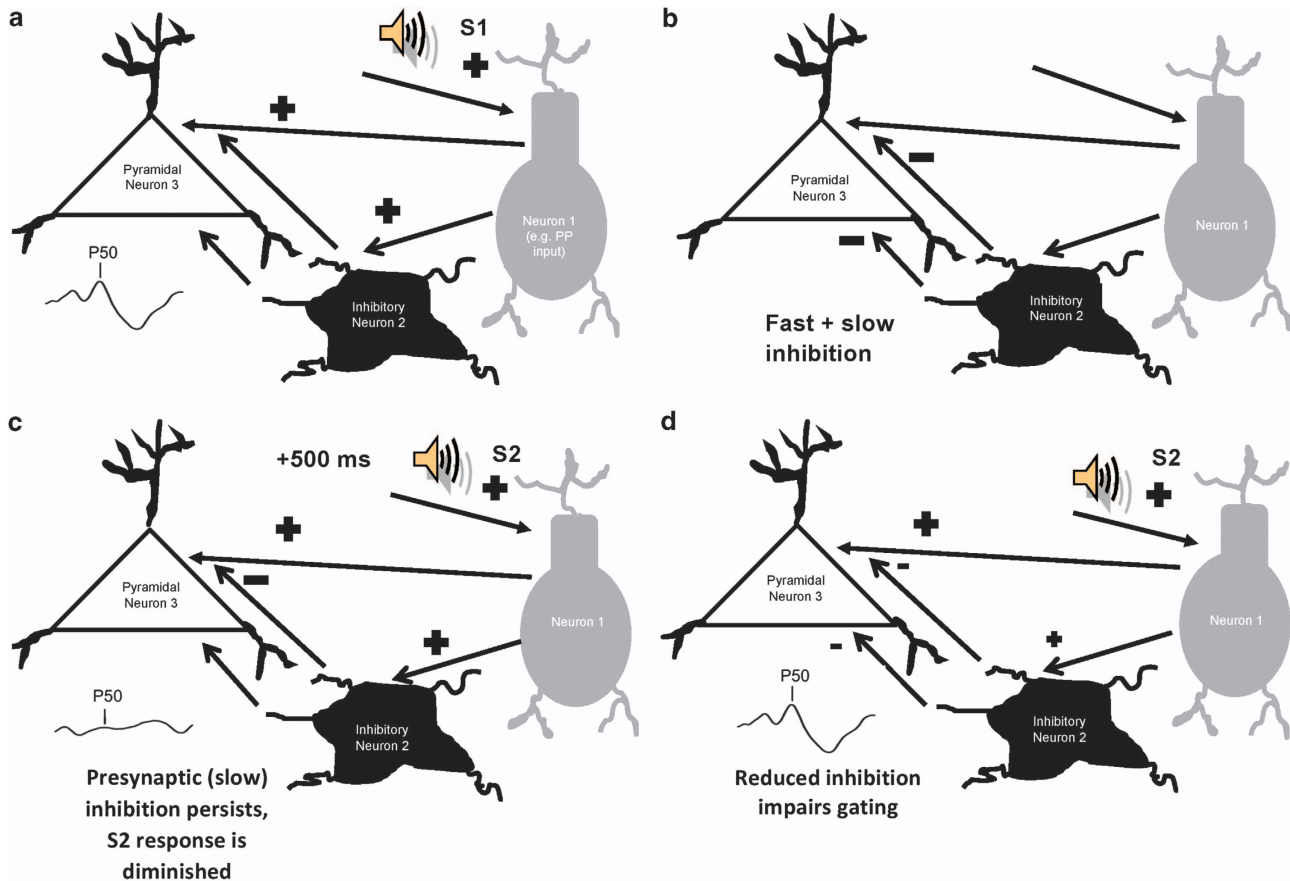 a
S1
+
+
Pyramidal
Neuron 3
+
Neuron 1
(e.g. PP
input)
P50
Inhibitory
Neuron 2
b
Pyramidal
Neuron 3
-
Neuron 1
-
Inhibitory
Neuron 2
Fast + slow
inhibition
c
+500 ms
S2
+
+
Pyramidal
Neuron 3
-
Neuron 1
+
P50
Inhibitory
Neuron 2
Presynaptic (slow)
inhibition persists,
S2 response is
diminished
d
S2
+
+
Pyramidal
Neuron 3
-
Neuron 1
-
+
P50
Inhibitory
Neuron 2
Reduced inhibition
impairs gating